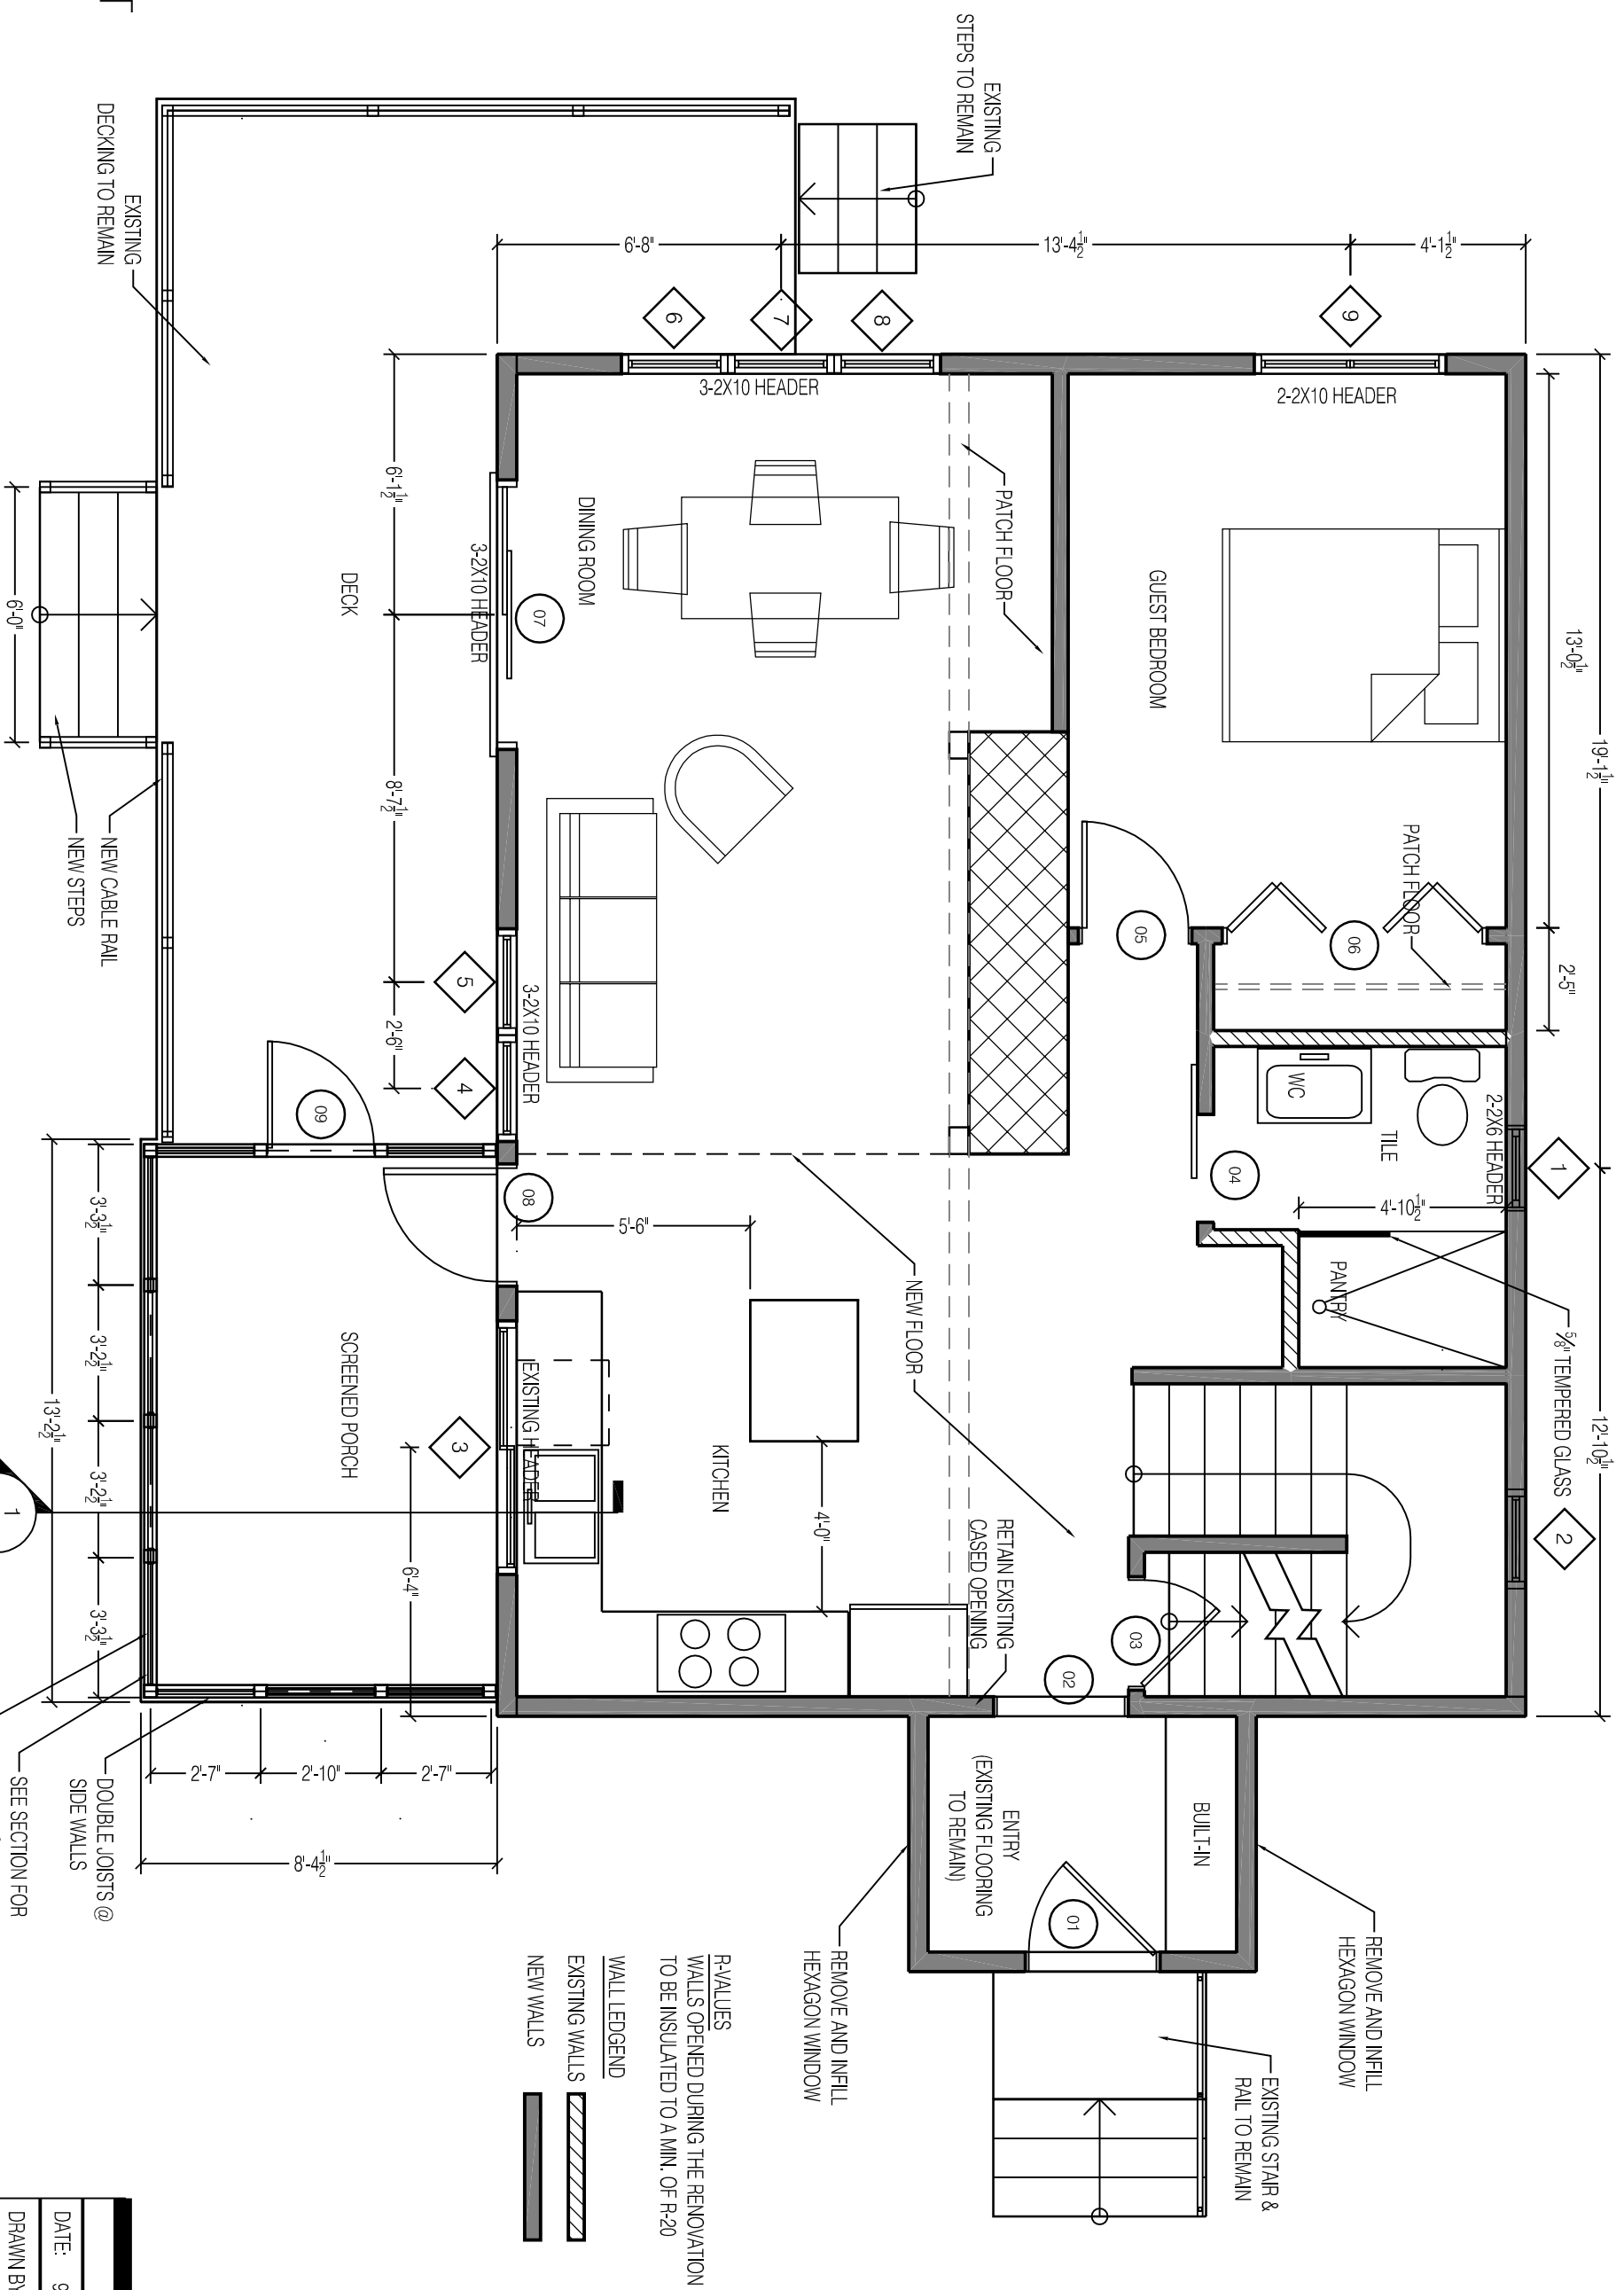 EXISTING
STEPS TO REMAIN
EXISTING
DECKING TO REMAIN
6'-8"
13'-4½"
4'-1½"
6
7
8
9
3-2X10 HEADER
2-2X10 HEADER
19'-1½"
13'-0½"
2'-5"
12'-10½"
PATCH FLOOR
GUEST BEDROOM
PATCH FLOOR
05
06
DINING ROOM
07
3-2X10 HEADER
6'-1½"
8'-7½"
2'-6"
DECK
6'-0"
NEW CABLE RAIL
NEW STEPS
5
4
3-2X10 HEADER
09
08
WC
TILE
2-2X6 HEADER
1
04
4'-10½"
PANTRY
⅝" TEMPERED GLASS
2
5'-6"
NEW FLOOR
KITCHEN
4'-0"
EXISTING HEADER
3
6'-4"
SCREENED PORCH
3'-3½"
3'-2½"
3'-2½"
3'-3½"
13'-2½"
1
RETAIN EXISTING
CASED OPENING
02
03
2'-7"
2'-10"
2'-7"
8'-4½"
DOUBLE JOISTS @
SIDE WALLS
SEE SECTION FOR
ENTRY
(EXISTING FLOORING
TO REMAIN)
BUILT-IN
01
REMOVE AND INFILL
HEXAGON WINDOW
REMOVE AND INFILL
HEXAGON WINDOW
EXISTING STAIR &
RAIL TO REMAIN
R-VALUES
WALLS OPENED DURING THE RENOVATION
TO BE INSULATED TO A MIN. OF R-20
WALL LEDGEND
EXISTING WALLS
NEW WALLS
DATE: 9
DRAWN BY